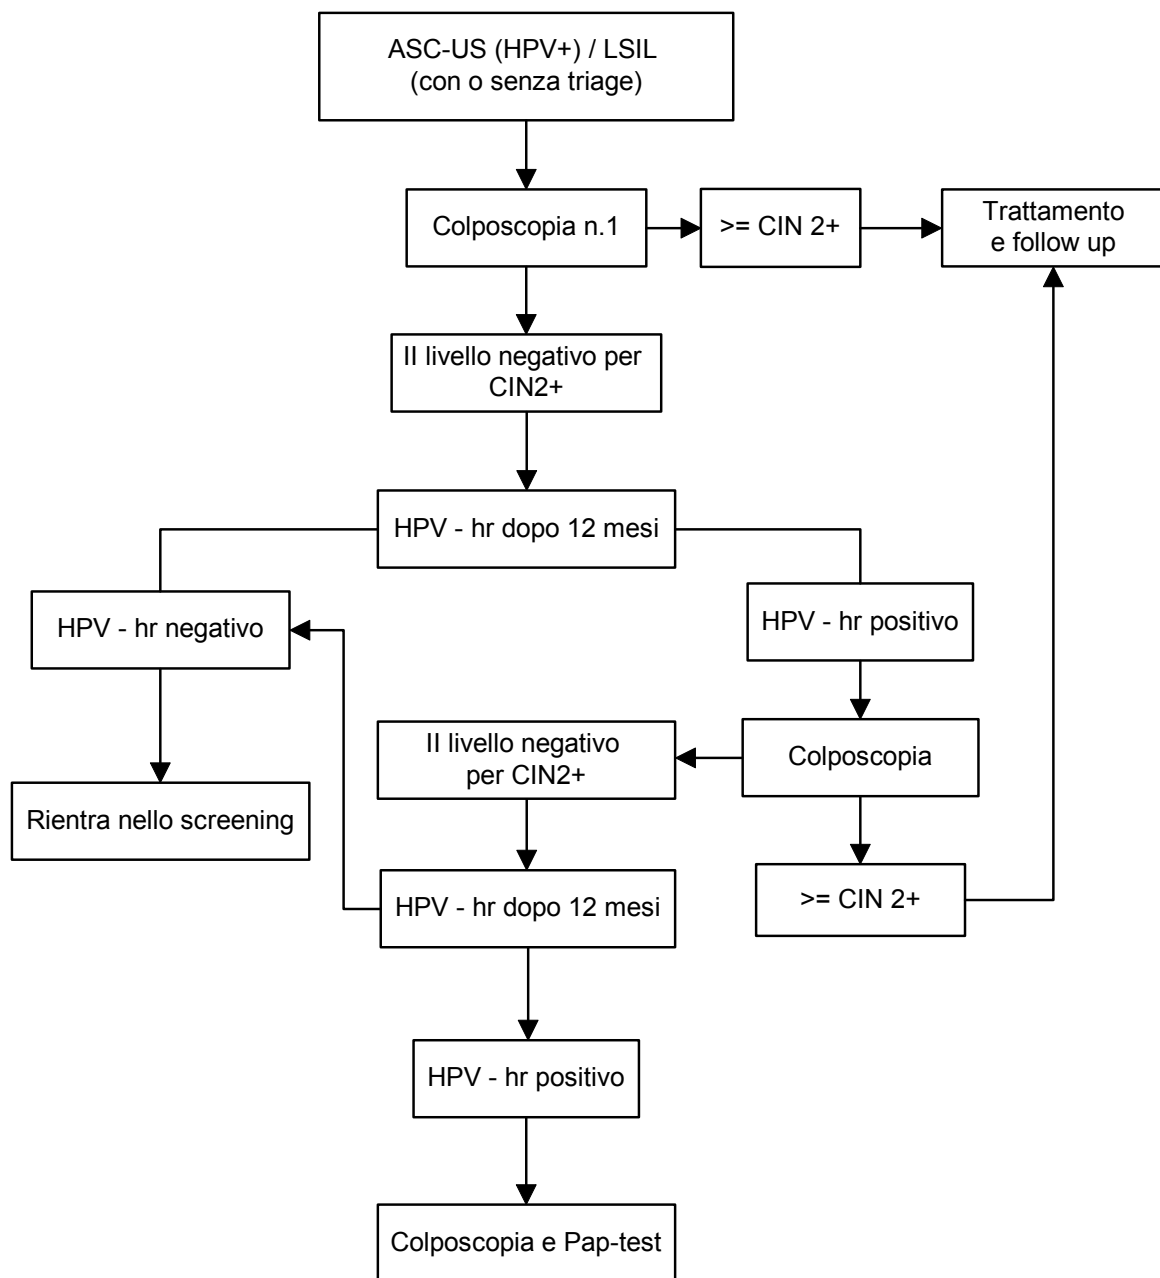 ASC-US (HPV+) / LSIL
(con o senza triage)
Colposcopia n.1
>= CIN 2+
Trattamento
e follow up
II livello negativo per
CIN2+
HPV - hr dopo 12 mesi
HPV - hr negativo
HPV - hr positivo
II livello negativo
per CIN2+
Colposcopia
Rientra nello screening
HPV - hr dopo 12 mesi
>= CIN 2+
HPV - hr positivo
Colposcopia e Pap-test